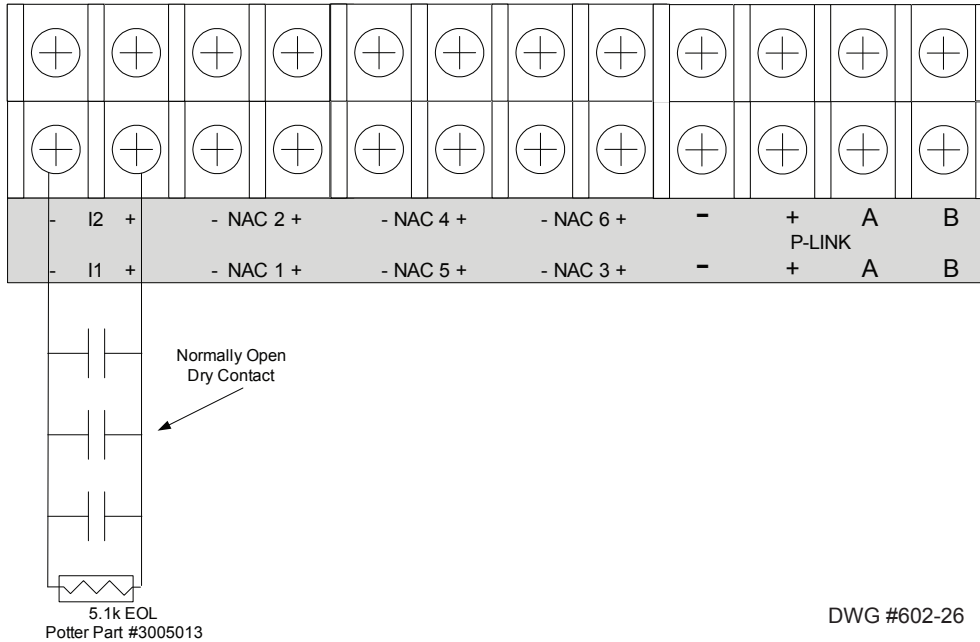 - I2 + - NAC 2 + - NAC 4 + - NAC 6 + - + A B
P-LINK
- I1 + - NAC 1 + - NAC 5 + - NAC 3 + - + A B
Normally Open
Dry Contact
5.1k EOL
Potter Part #3005013
DWG #602-26